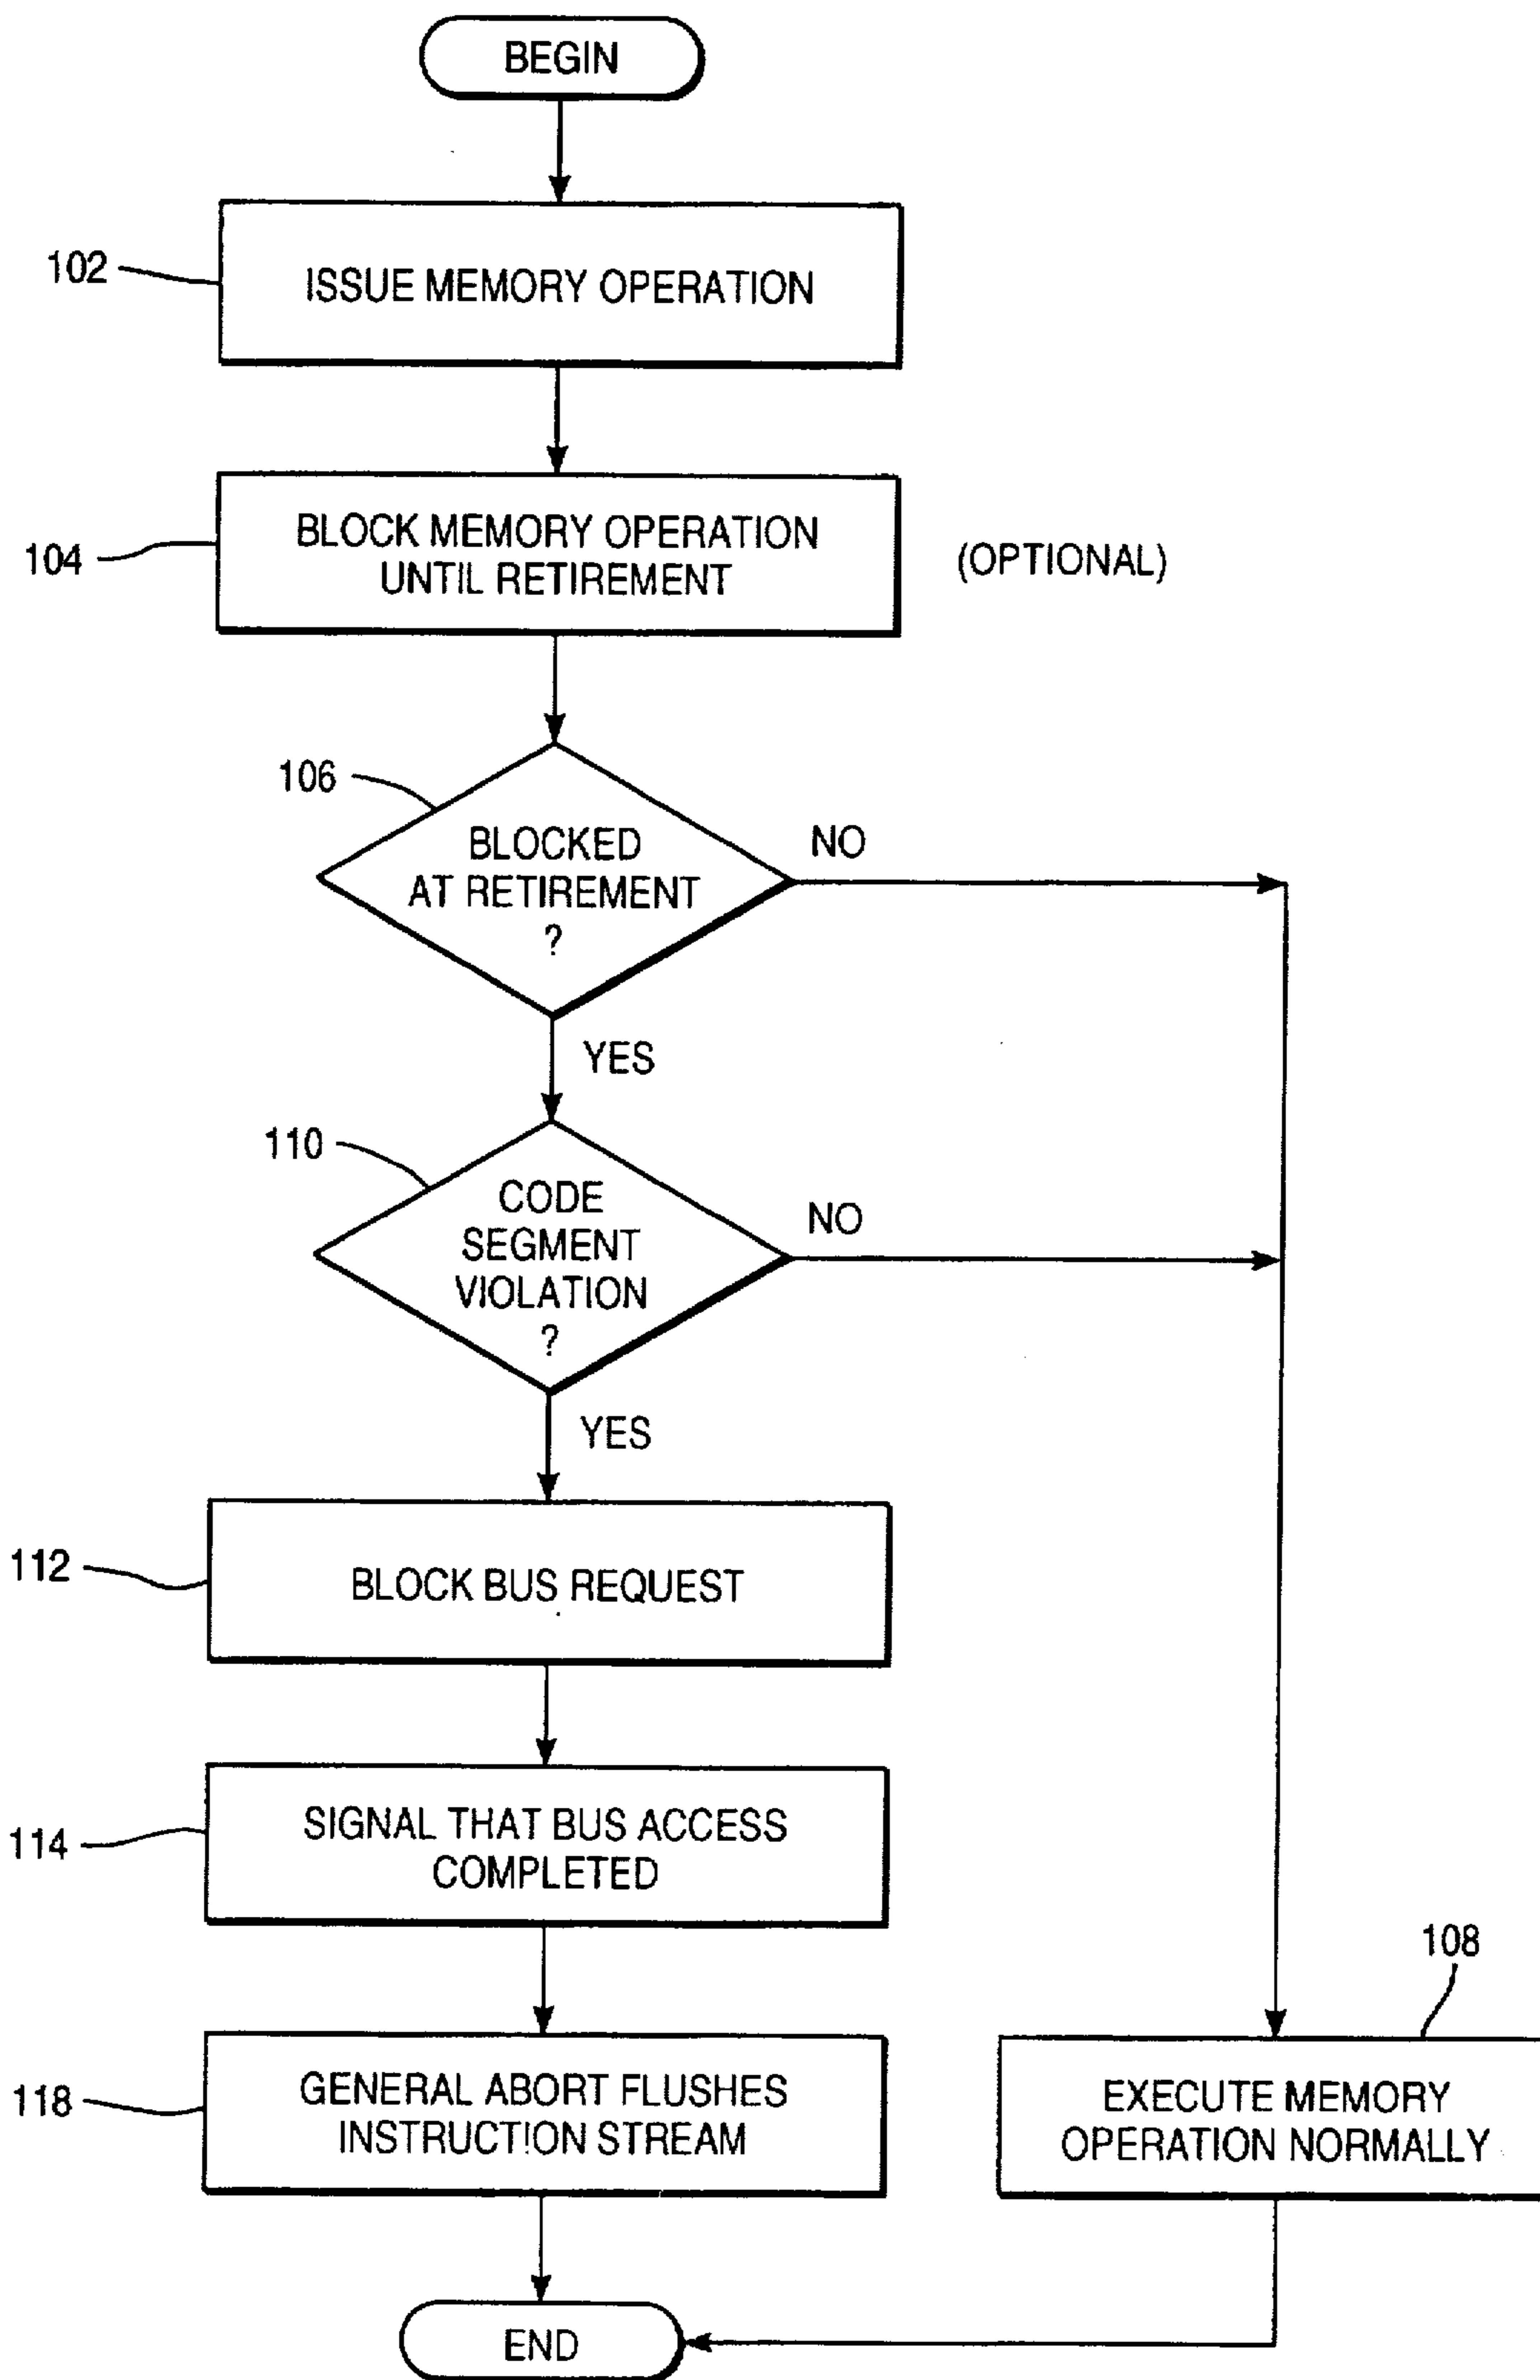 BEGIN
102
ISSUE MEMORY OPERATION
104
BLOCK MEMORY OPERATION
UNTIL RETIREMENT
(OPTIONAL)
106
BLOCKED
AT RETIREMENT
?
NO
YES
110
CODE
SEGMENT
VIOLATION
?
NO
YES
112
BLOCK BUS REQUEST
114
SIGNAL THAT BUS ACCESS
COMPLETED
118
GENERAL ABORT FLUSHES
INSTRUCTION STREAM
108
EXECUTE MEMORY
OPERATION NORMALLY
END